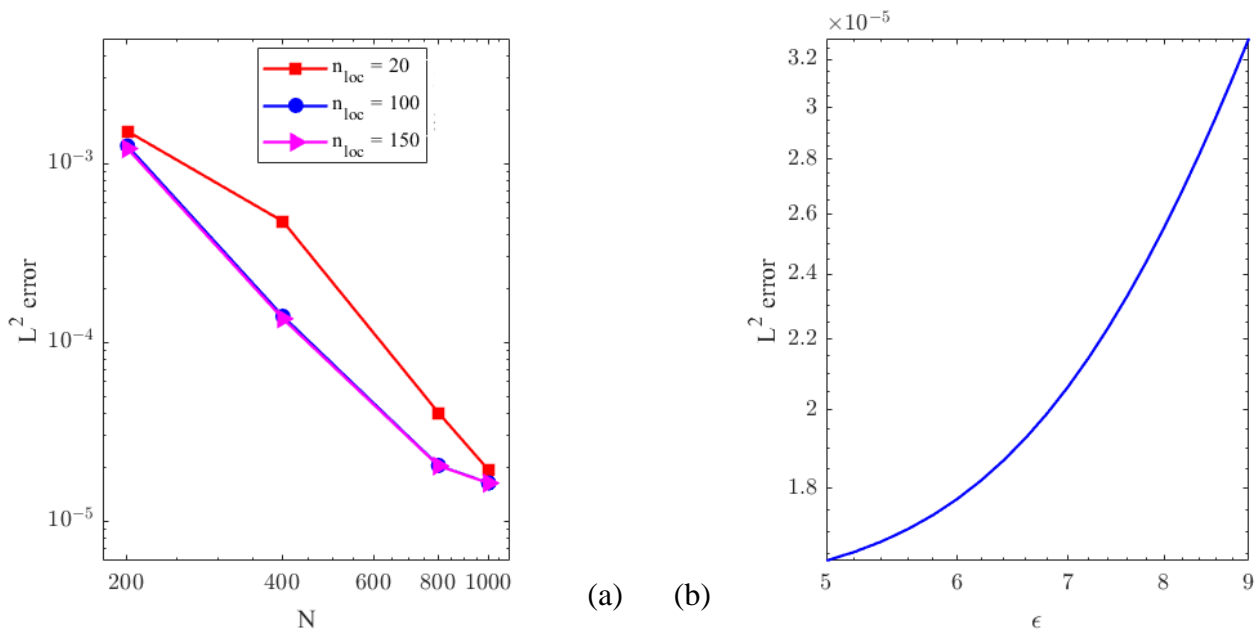 n_loc = 20
n_loc = 100
n_loc = 150
10^-3
10^-4
10^-5
L^2 error
200 400 600 800 1000
N
(a)
(b)
×10^-5
3.2
3
2.8
2.6
2.4
2.2
2
1.8
L^2 error
5 6 7 8 9
ϵ